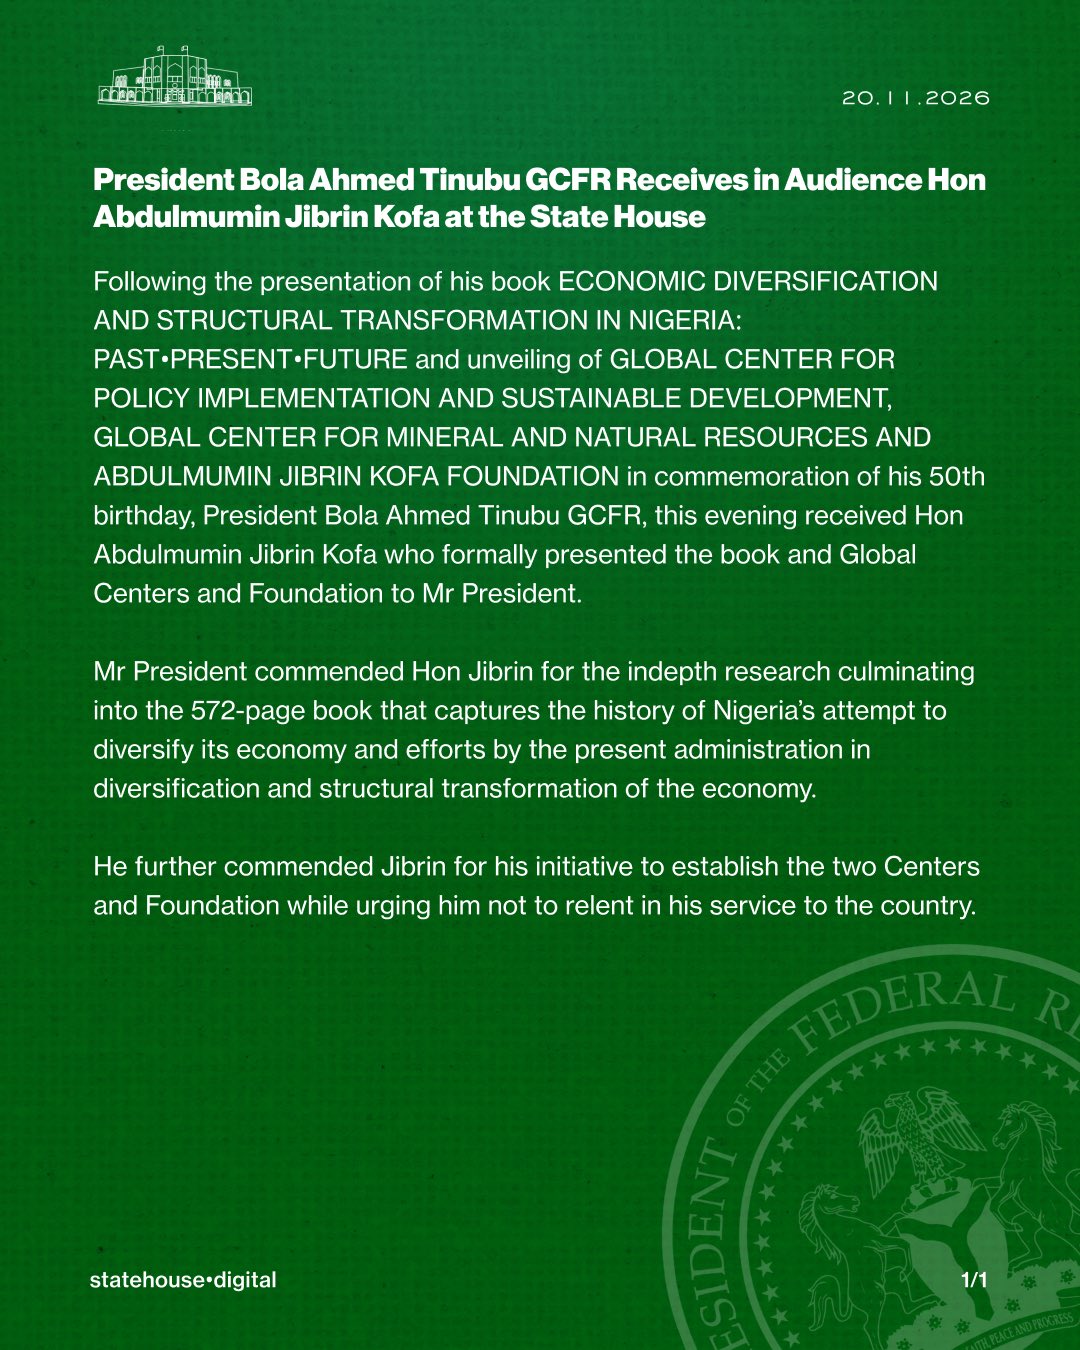 20.11.2026
President Bola Ahmed Tinubu GCFR Receives in Audience Hon
Abdulmumin Jibrin Kofa at the State House
Following the presentation of his book ECONOMIC DIVERSIFICATION
AND STRUCTURAL TRANSFORMATION IN NIGERIA:
PAST•PRESENT•FUTURE and unveiling of GLOBAL CENTER FOR
POLICY IMPLEMENTATION AND SUSTAINABLE DEVELOPMENT,
GLOBAL CENTER FOR MINERAL AND NATURAL RESOURCES AND
ABDULMUMIN JIBRIN KOFA FOUNDATION in commemoration of his 50th
birthday, President Bola Ahmed Tinubu GCFR, this evening received Hon
Abdulmumin Jibrin Kofa who formally presented the book and Global
Centers and Foundation to Mr President.
Mr President commended Hon Jibrin for the indepth research culminating
into the 572-page book that captures the history of Nigeria's attempt to
diversify its economy and efforts by the present administration in
diversification and structural transformation of the economy.
He further commended Jibrin for his initiative to establish the two Centers
and Foundation while urging him not to relent in his service to the country.
ESIDENT OF THE FEDERAL R
AITH, PEACE AND PROGRESS
statehouse•digital
1/1